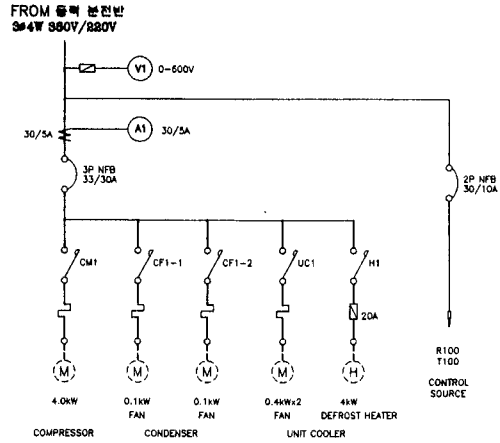 FROM 동력 분전반
3ø4W 380V/220V
V1 0-600V
30/5A A1 30/5A
3P NFB
33/30A
2P NFB
30/10A
CM1 CF1-1 CF1-2 UC1 H1
20A
M M M M H
R100
T100
CONTROL
SOURCE
4.0kW 0.1kW 0.1kW 0.4kWx2 4kW
FAN FAN FAN DEFROST HEATER
COMPRESSOR CONDENSER UNIT COOLER